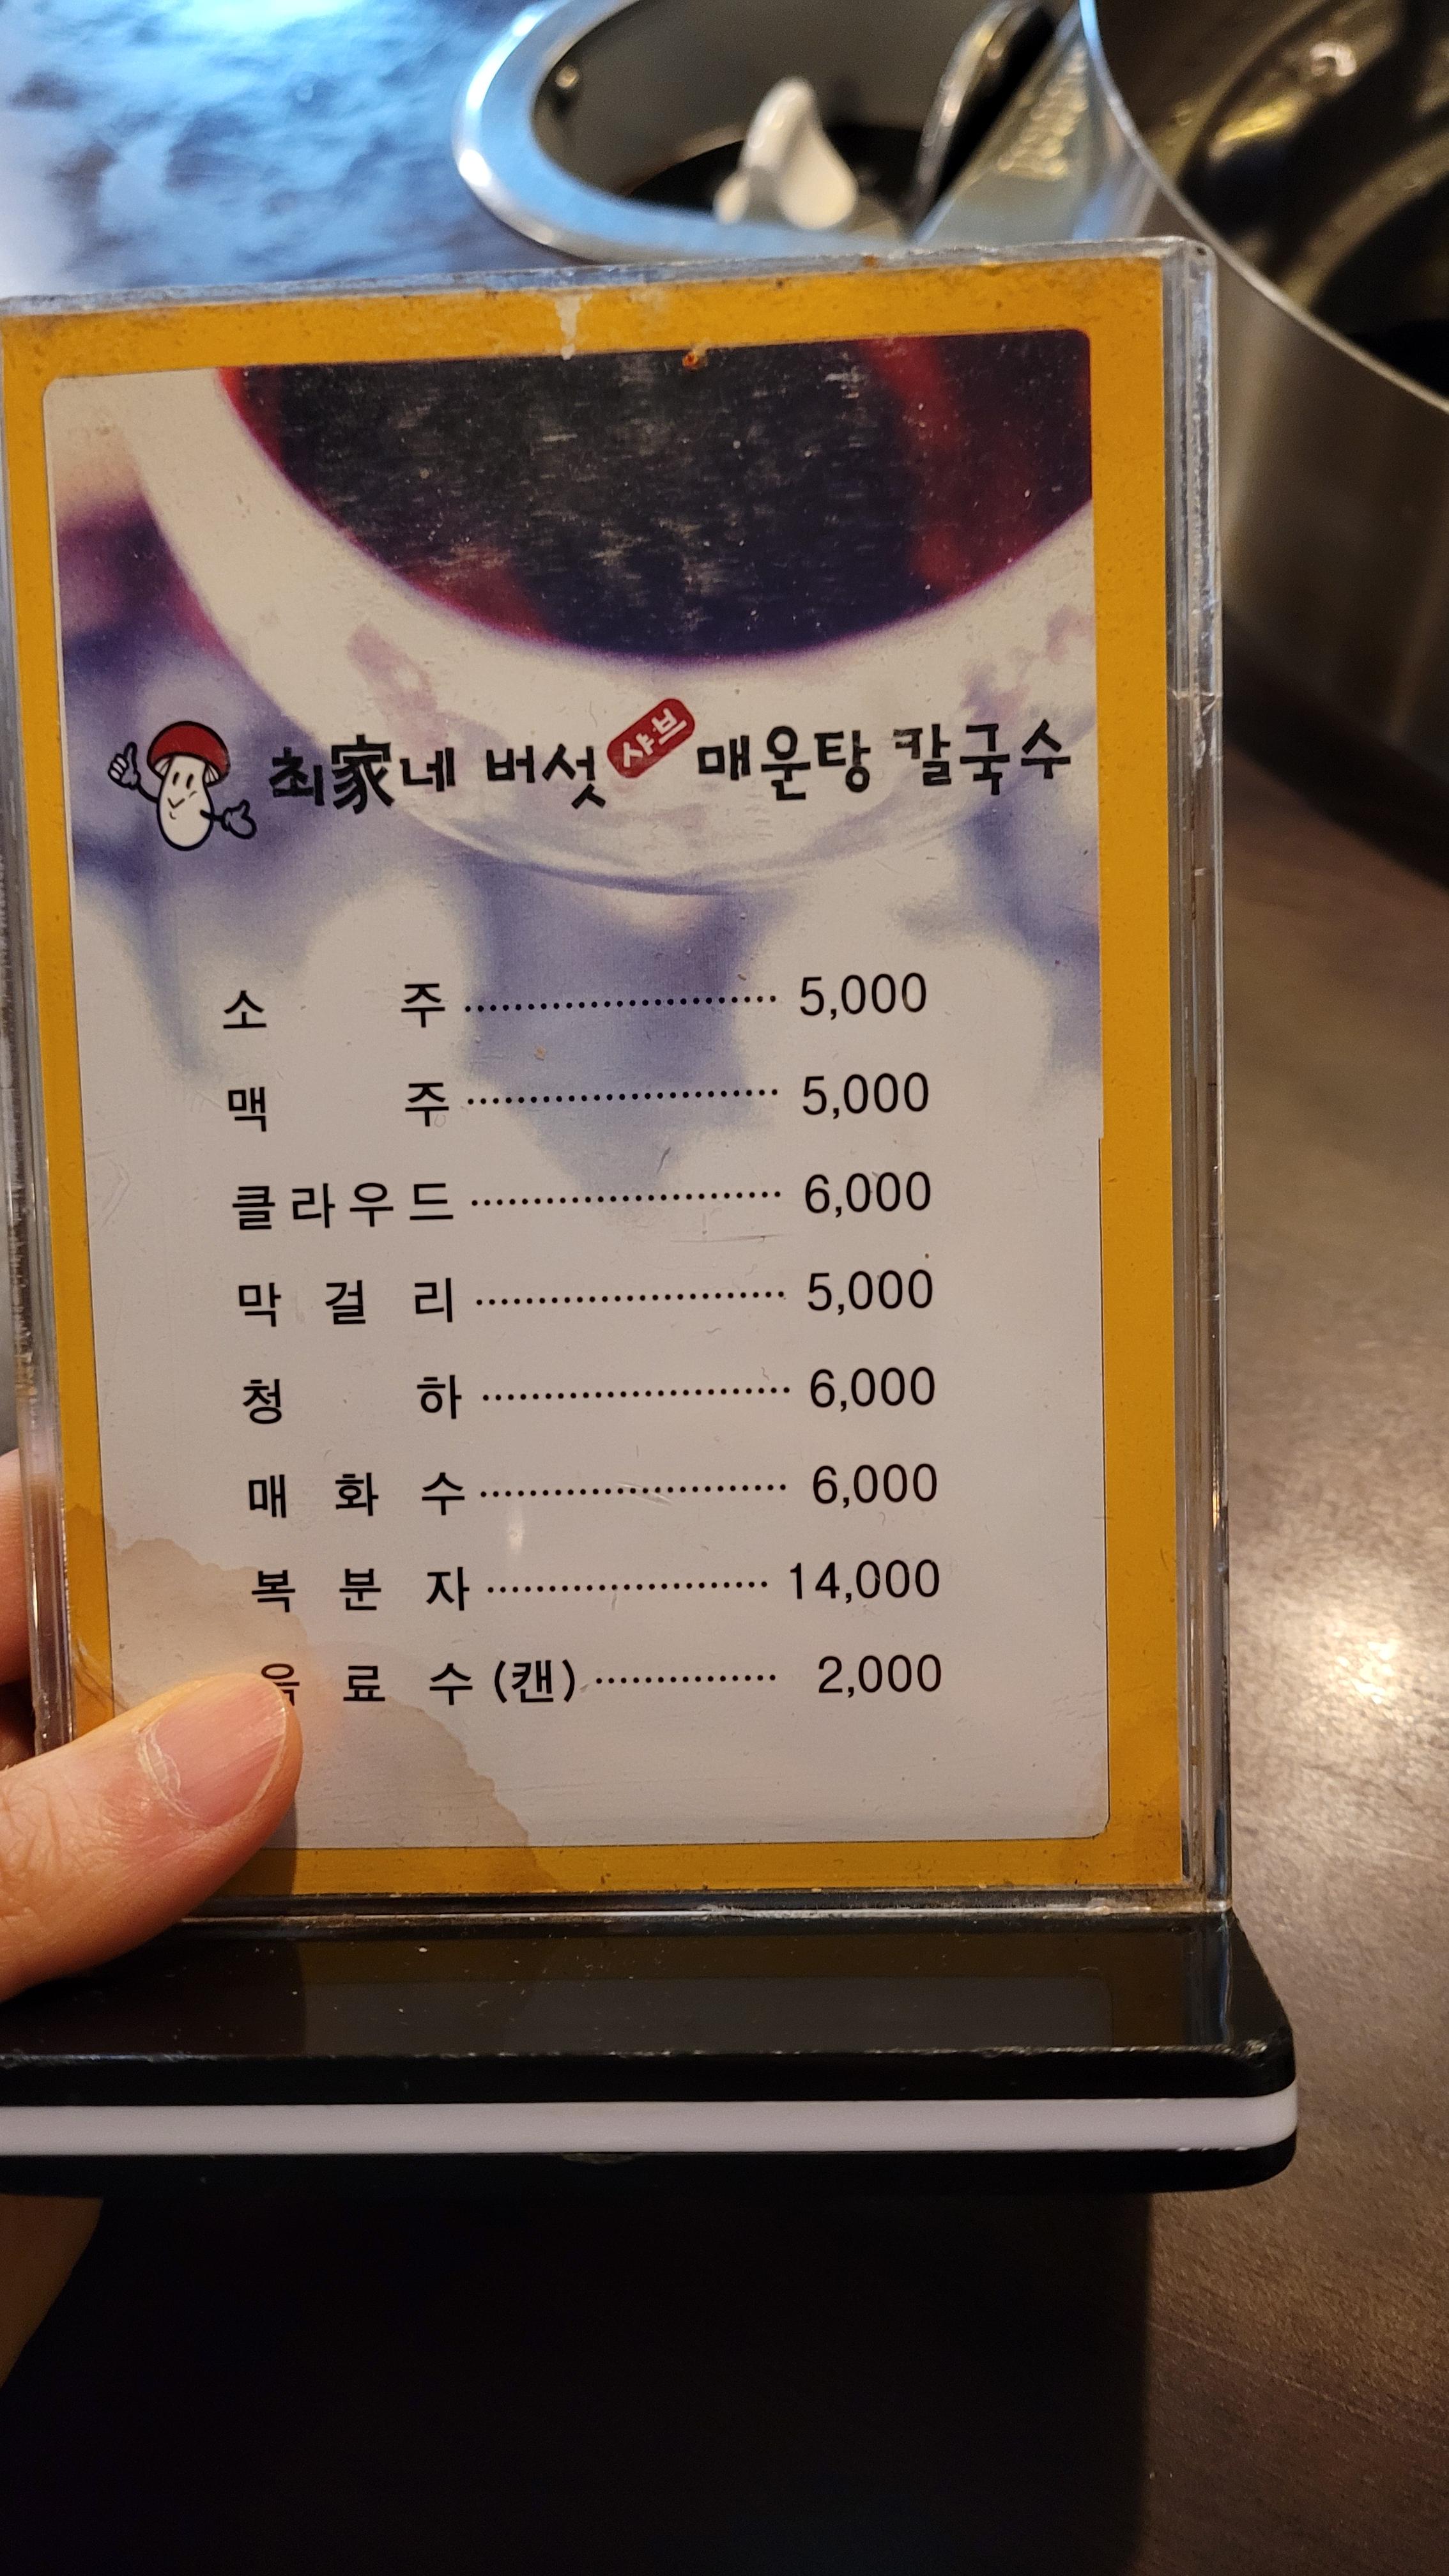 최家네 버섯 샤브 매운탕 칼국수
소 주 5,000
맥 주 5,000
클라우드 6,000
막 걸 리 5,000
청 하 6,000
매 화 수 6,000
복 분 자 14,000
음 료 수 (캔) 2,000